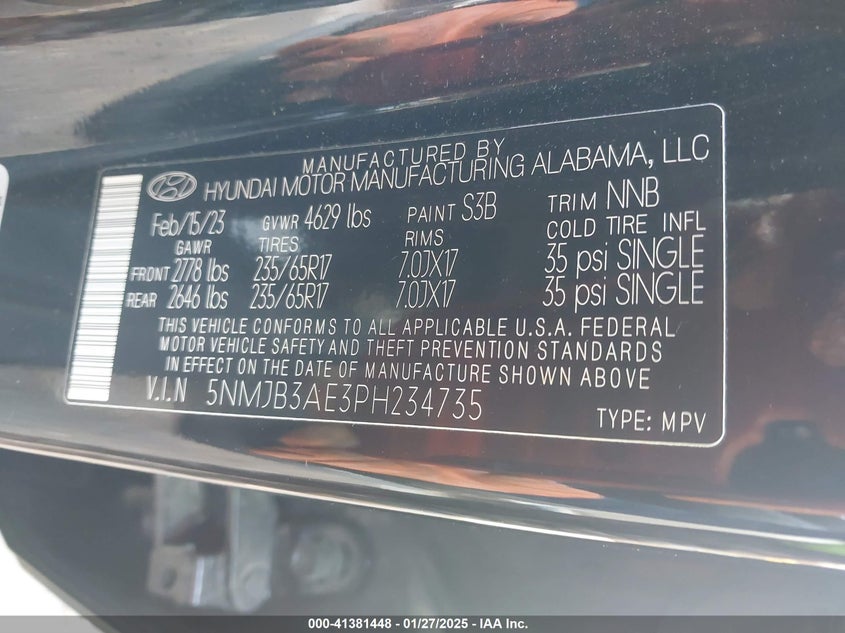 MANUFACTURED BY
HYUNDAI MOTOR MANUFACTURING ALABAMA, LLC
Feb/15/23 GVWR 4629 lbs PAINT S3B TRIM NNB
GAWR TIRES RIMS COLD TIRE INFL
FRONT 2778 lbs 235/65R17 7.0JX17 35 psi SINGLE
REAR 2646 lbs 235/65R17 7.0JX17 35 psi SINGLE
THIS VEHICLE CONFORMS TO ALL APPLICABLE U.S.A. FEDERAL
MOTOR VEHICLE SAFETY AND THEFT PREVENTION STANDARDS
IN EFFECT ON THE DATE OF MANUFACTURE SHOWN ABOVE
V.I.N 5NMJB3AE3PH234735
TYPE: MPV
000-41381448 - 01/27/2025 - IAA Inc.